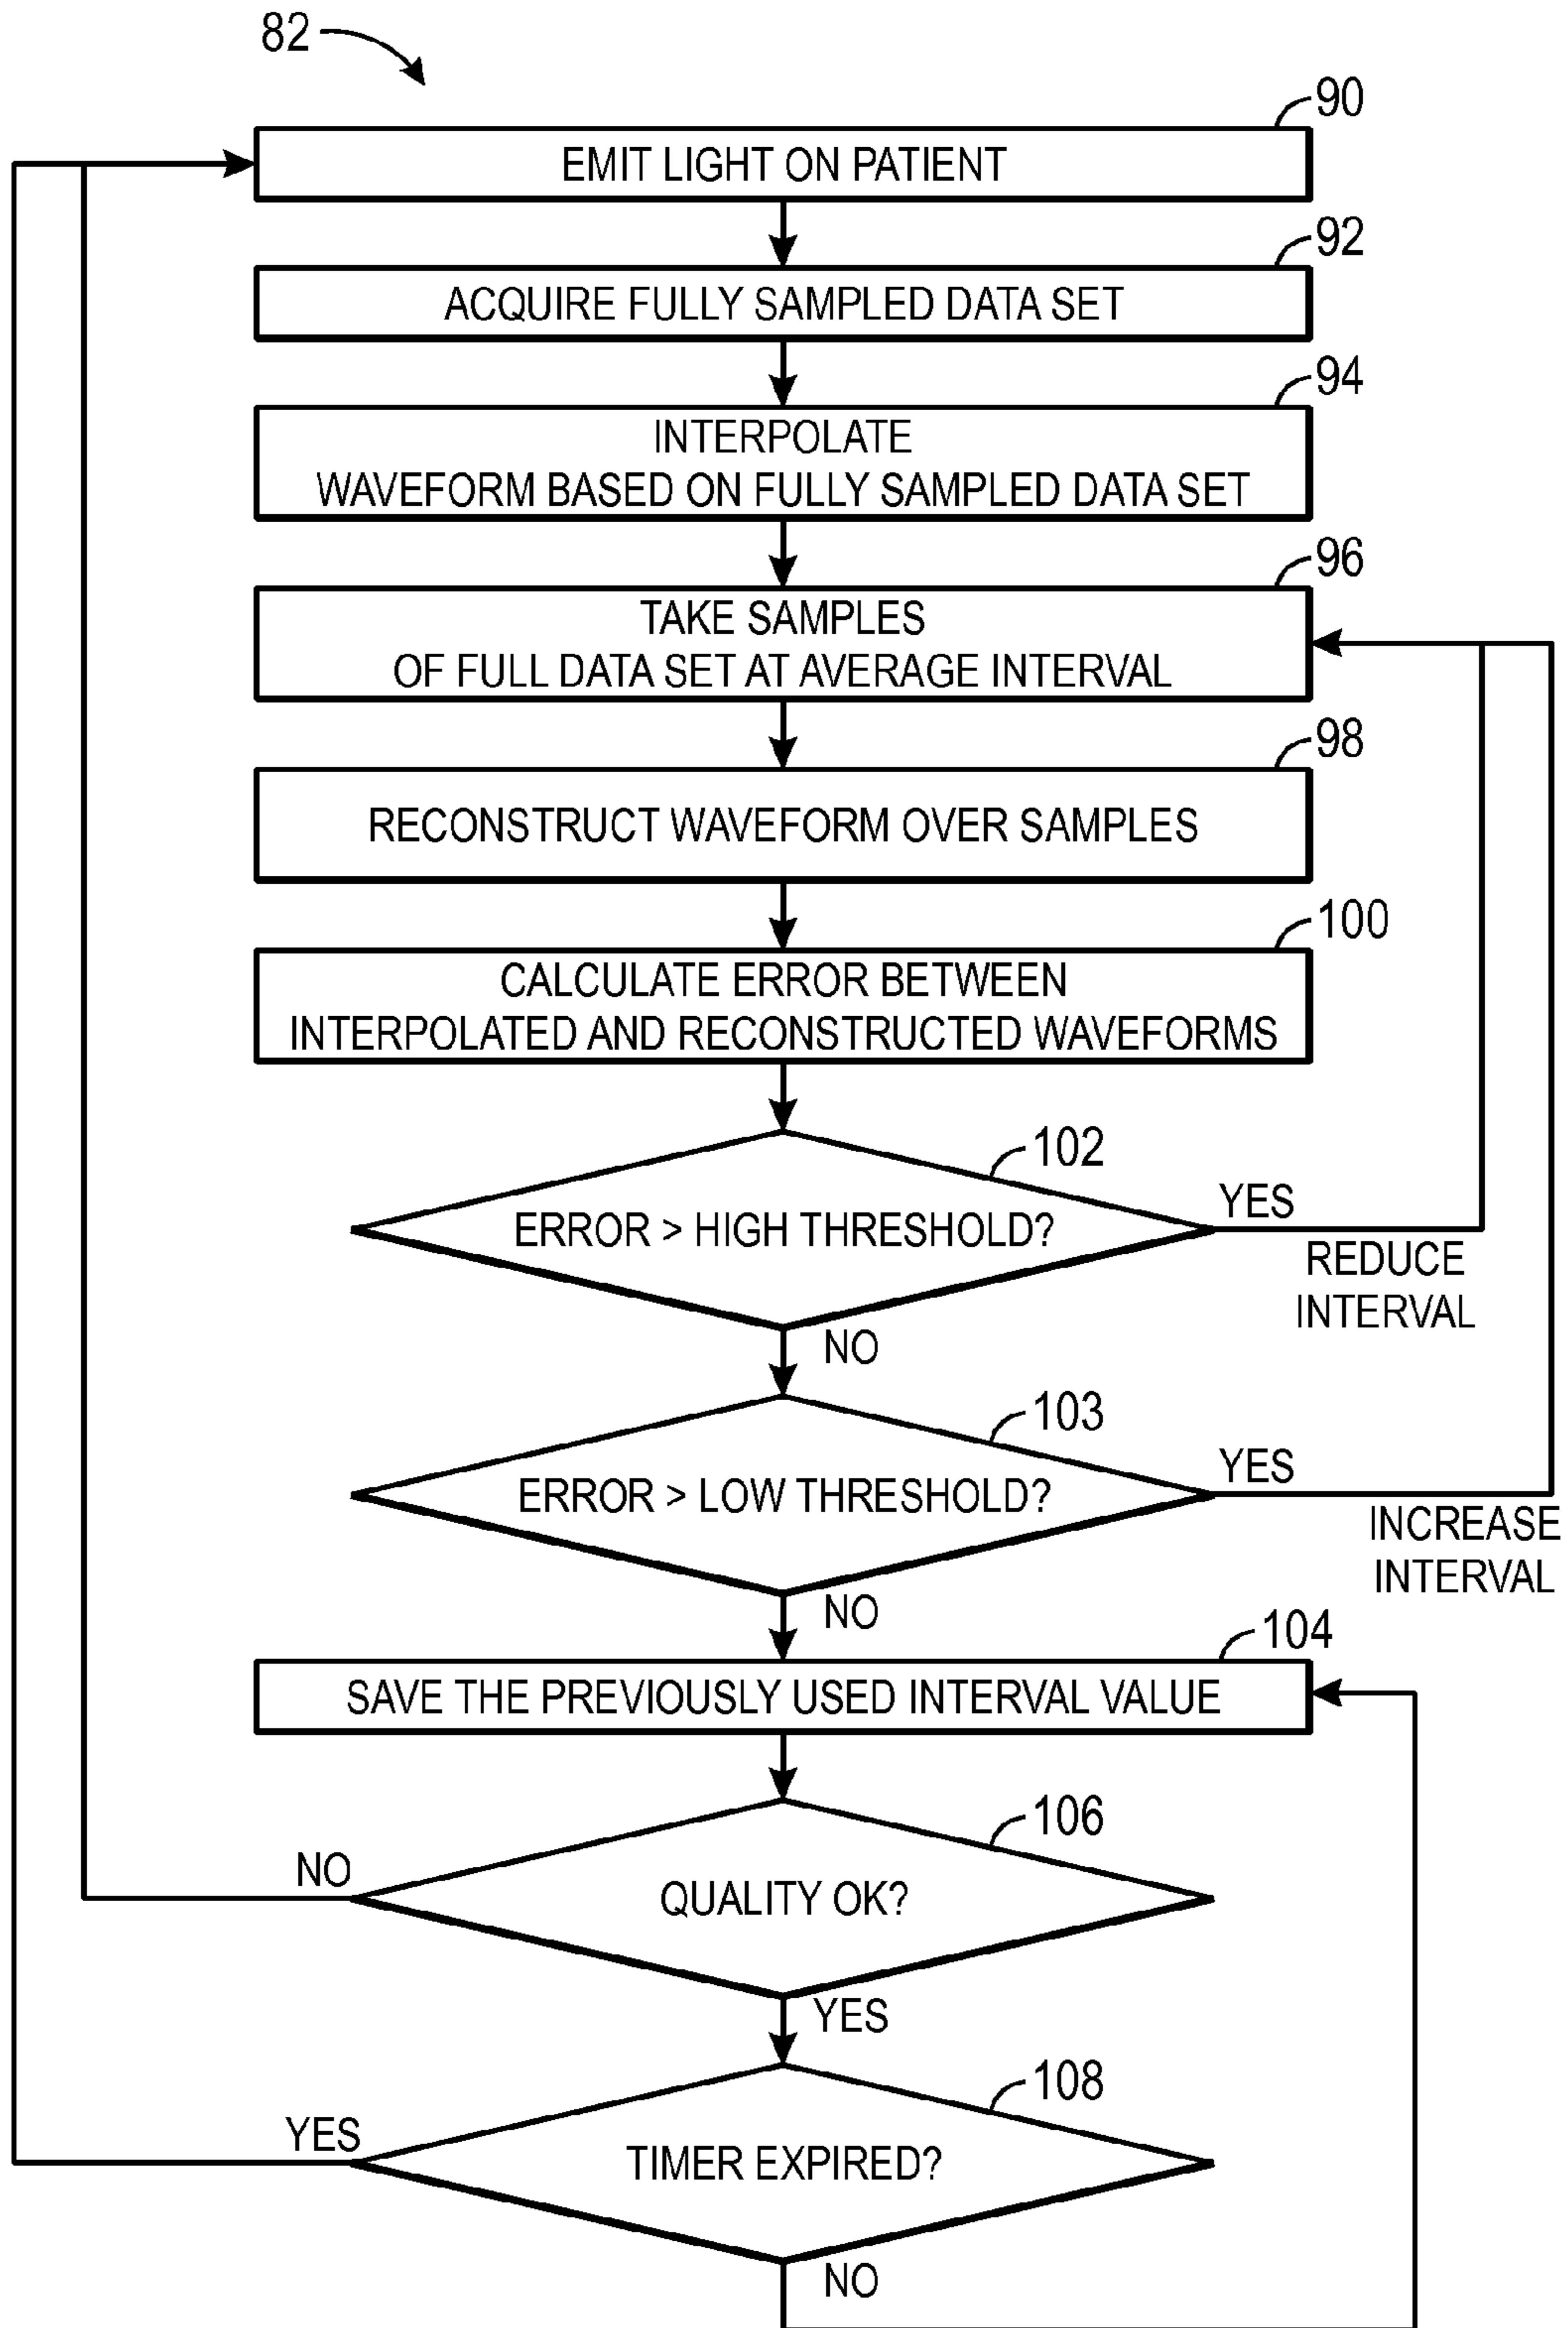 82
90
EMIT LIGHT ON PATIENT
92
ACQUIRE FULLY SAMPLED DATA SET
94
INTERPOLATE
WAVEFORM BASED ON FULLY SAMPLED DATA SET
96
TAKE SAMPLES
OF FULL DATA SET AT AVERAGE INTERVAL
98
RECONSTRUCT WAVEFORM OVER SAMPLES
100
CALCULATE ERROR BETWEEN
INTERPOLATED AND RECONSTRUCTED WAVEFORMS
102
ERROR > HIGH THRESHOLD?
YES
REDUCE
INTERVAL
NO
103
ERROR > LOW THRESHOLD?
YES
INCREASE
INTERVAL
NO
104
SAVE THE PREVIOUSLY USED INTERVAL VALUE
106
QUALITY OK?
NO
YES
108
TIMER EXPIRED?
YES
NO